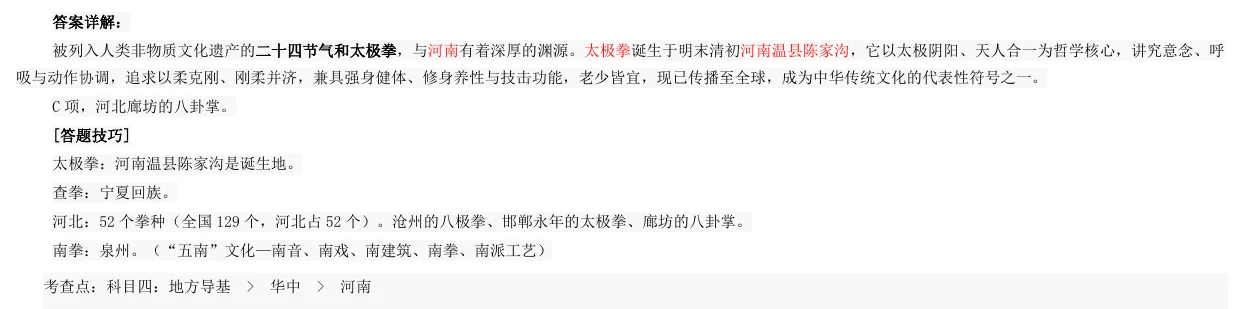 答案详解：
被列入人类非物质文化遗产的二十四节气和太极拳，与河南有着深厚的渊源。太极拳诞生于明末清初河南温县陈家沟，它以太极阴阳、天人合一为哲学核心，讲究意念、呼
吸与动作协调，追求以柔克刚、刚柔并济，兼具强身健体、修身养性与技击功能，老少皆宜，现已传播至全球，成为中华传统文化的代表性符号之一。
C 项，河北廊坊的八卦掌。
[答题技巧]
太极拳：河南温县陈家沟是诞生地。
查拳：宁夏回族。
河北：52 个拳种（全国 129 个，河北占 52 个）。沧州的八极拳、邯郸永年的太极拳、廊坊的八卦掌。
南拳：泉州。（“五南”文化—南音、南戏、南建筑、南拳、南派工艺）
考查点：科目四：地方导基 > 华中 > 河南